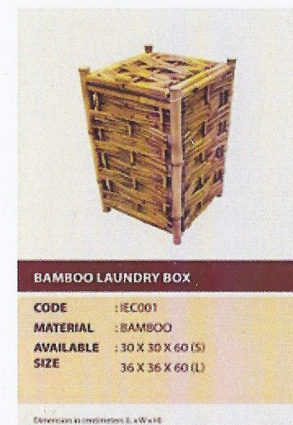 BAMBOO LAUNDRY BOX
CODE : IEC001
MATERIAL : BAMBOO
AVAILABLE SIZE : 30 X 30 X 60 (S)
36 X 36 X 60 (L)
Dimension in centimeters (L x W x H)